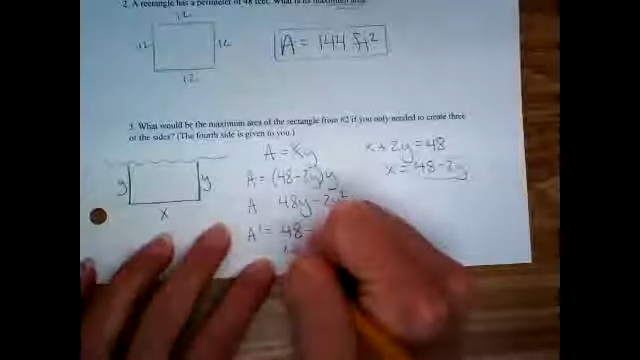 2. A rectangle has a perimeter of 48 feet. What is its maximum area?
12
12
12
12
A = 144 ft²
3. What would be the maximum area of the rectangle from #2 if you only needed to create three
of the sides? (The fourth side is given to you.)
A = xy
x + 2y = 48
A = (48-2y)y
x = 48-2y
y
y
x
A 48y-2y²
A' = 48-